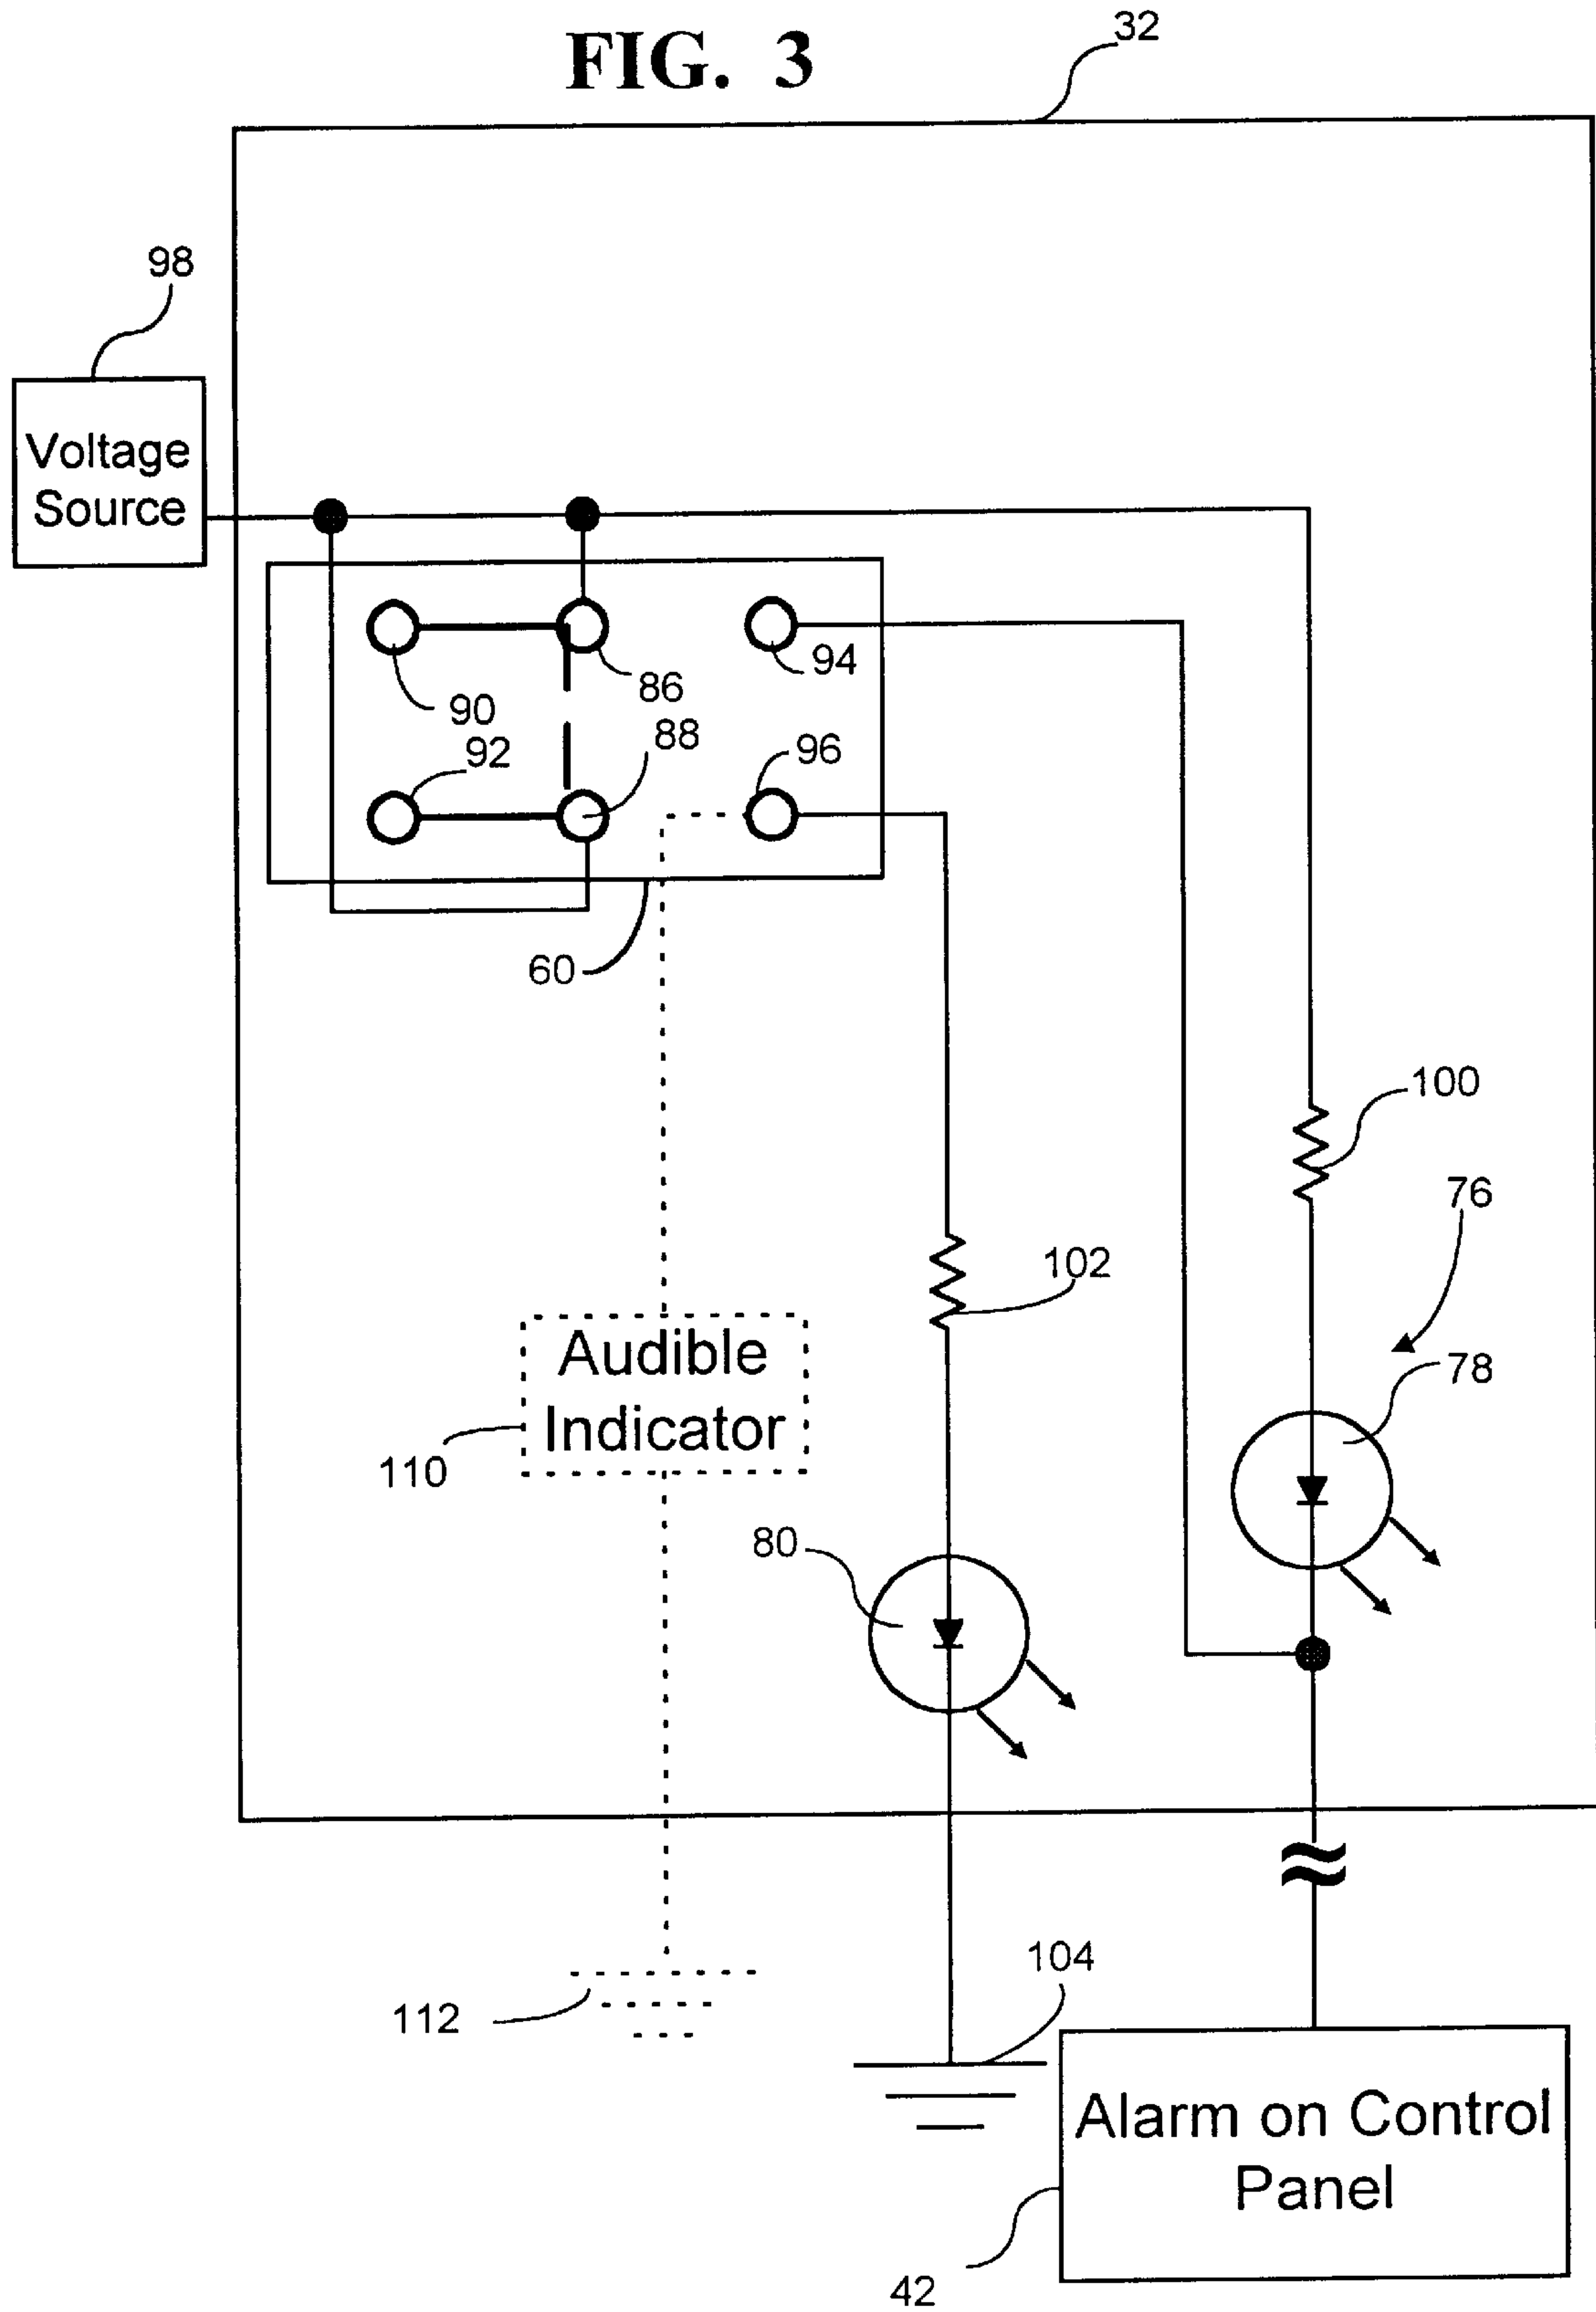 FIG. 3
32
98
Voltage
Source
94
86
90
88
92
96
60
100
76
102
Audible
Indicator
78
110
80
104
112
Alarm on Control
Panel
42